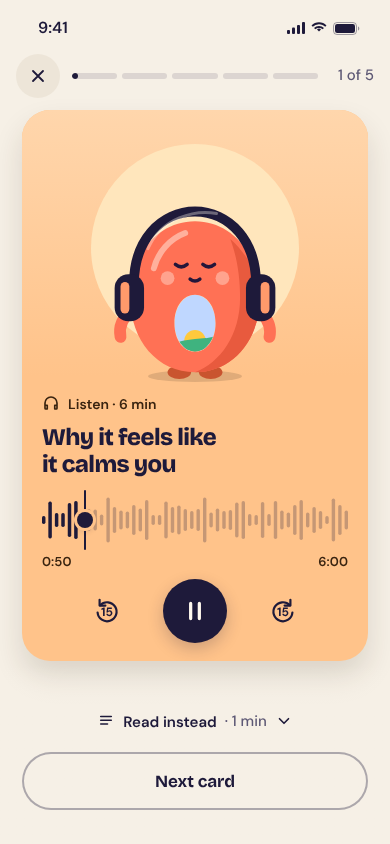 9:41
1 of 5
Listen · 6 min
Why it feels like
it calms you
0:50
6:00
15
15
Read instead · 1 min
Next card